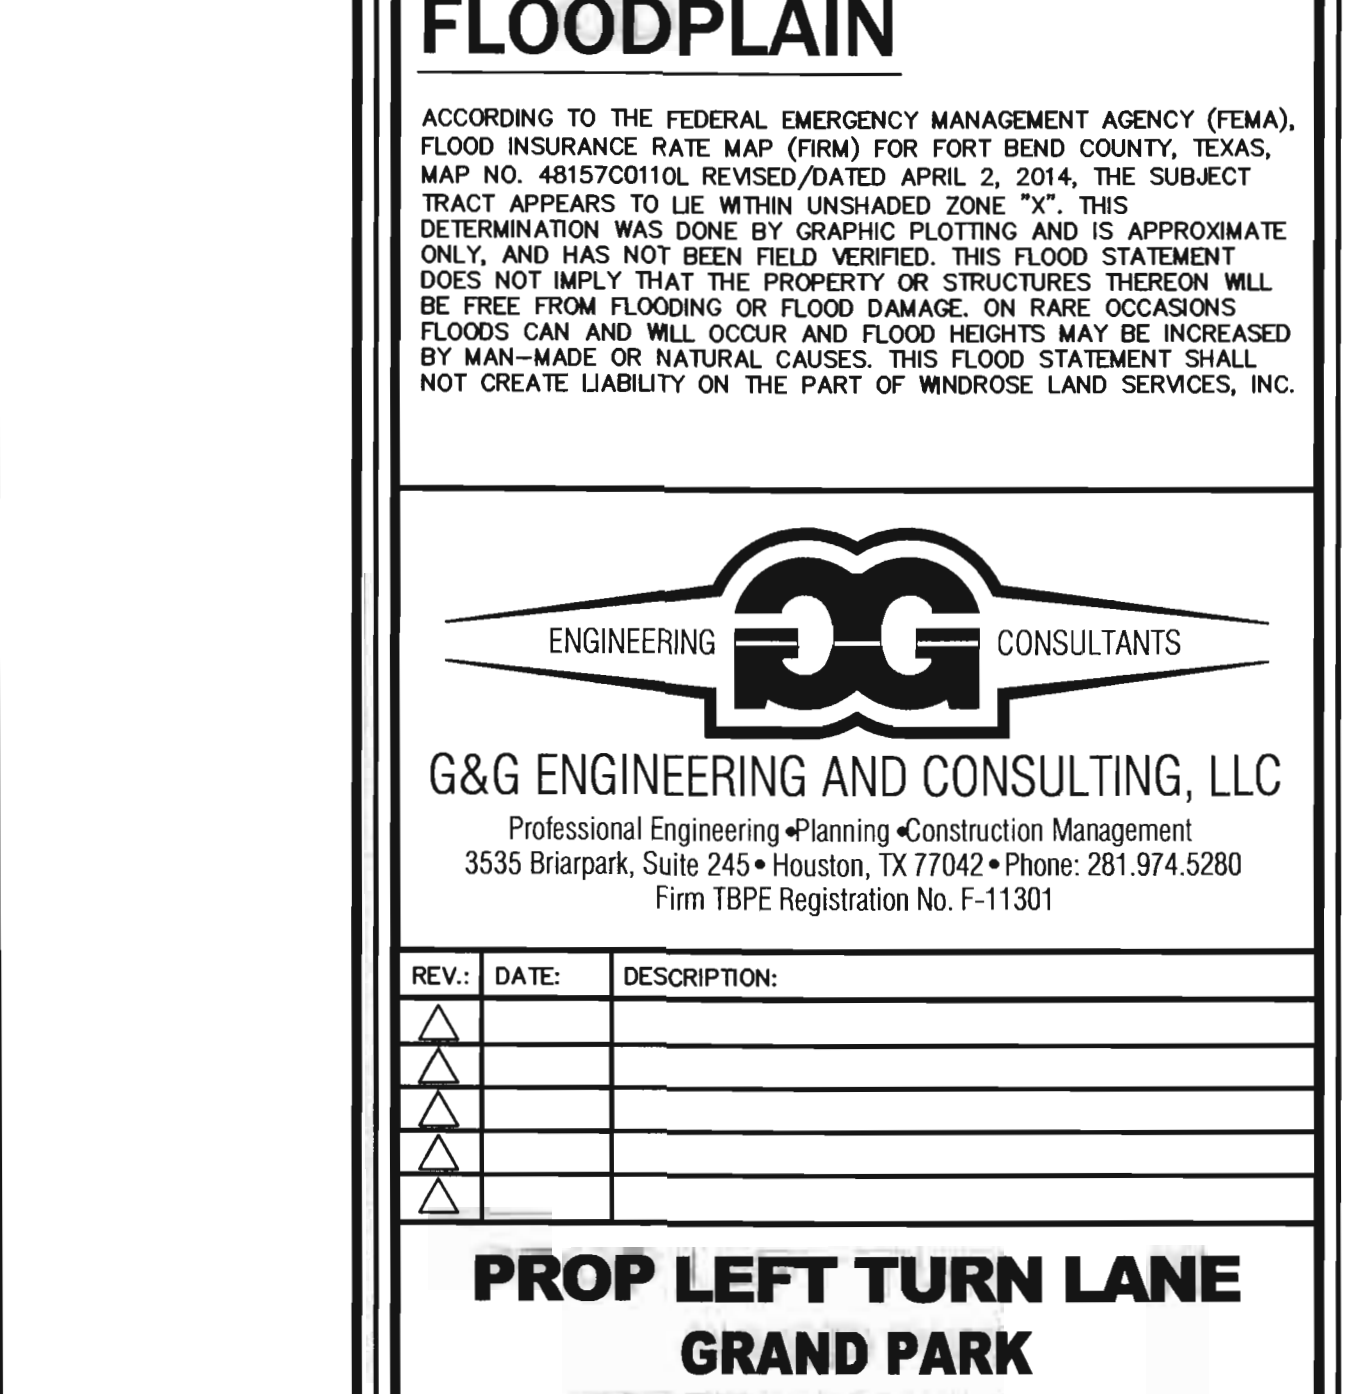 FLOODPLAIN
ACCORDING TO THE FEDERAL EMERGENCY MANAGEMENT AGENCY (FEMA),
FLOOD INSURANCE RATE MAP (FIRM) FOR FORT BEND COUNTY, TEXAS,
MAP NO. 48157C0110L REVISED/DATED APRIL 2, 2014, THE SUBJECT
TRACT APPEARS TO LIE WITHIN UNSHADED ZONE "X". THIS
DETERMINATION WAS DONE BY GRAPHIC PLOTTING AND IS APPROXIMATE
ONLY, AND HAS NOT BEEN FIELD VERIFIED. THIS FLOOD STATEMENT
DOES NOT IMPLY THAT THE PROPERTY OR STRUCTURES THEREON WILL
BE FREE FROM FLOODING OR FLOOD DAMAGE. ON RARE OCCASIONS
FLOODS CAN AND WILL OCCUR AND FLOOD HEIGHTS MAY BE INCREASED
BY MAN-MADE OR NATURAL CAUSES. THIS FLOOD STATEMENT SHALL
NOT CREATE LIABILITY ON THE PART OF WINDROSE LAND SERVICES, INC.
ENGINEERING GG CONSULTANTS
G&G ENGINEERING AND CONSULTING, LLC
Professional Engineering •Planning •Construction Management
3535 Briarpark, Suite 245 • Houston, TX 77042 • Phone: 281.974.5280
Firm TBPE Registration No. F-11301
REV.: DATE: DESCRIPTION:
PROP LEFT TURN LANE
GRAND PARK